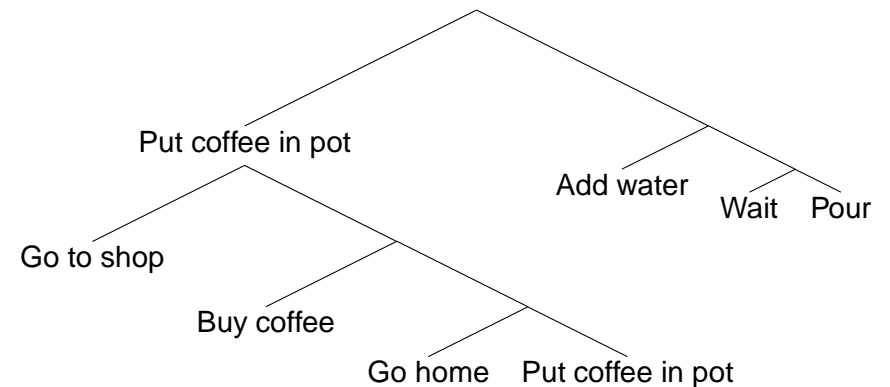 Put coffee in pot
Add water
Wait
Pour
Go to shop
Buy coffee
Go home
Put coffee in pot